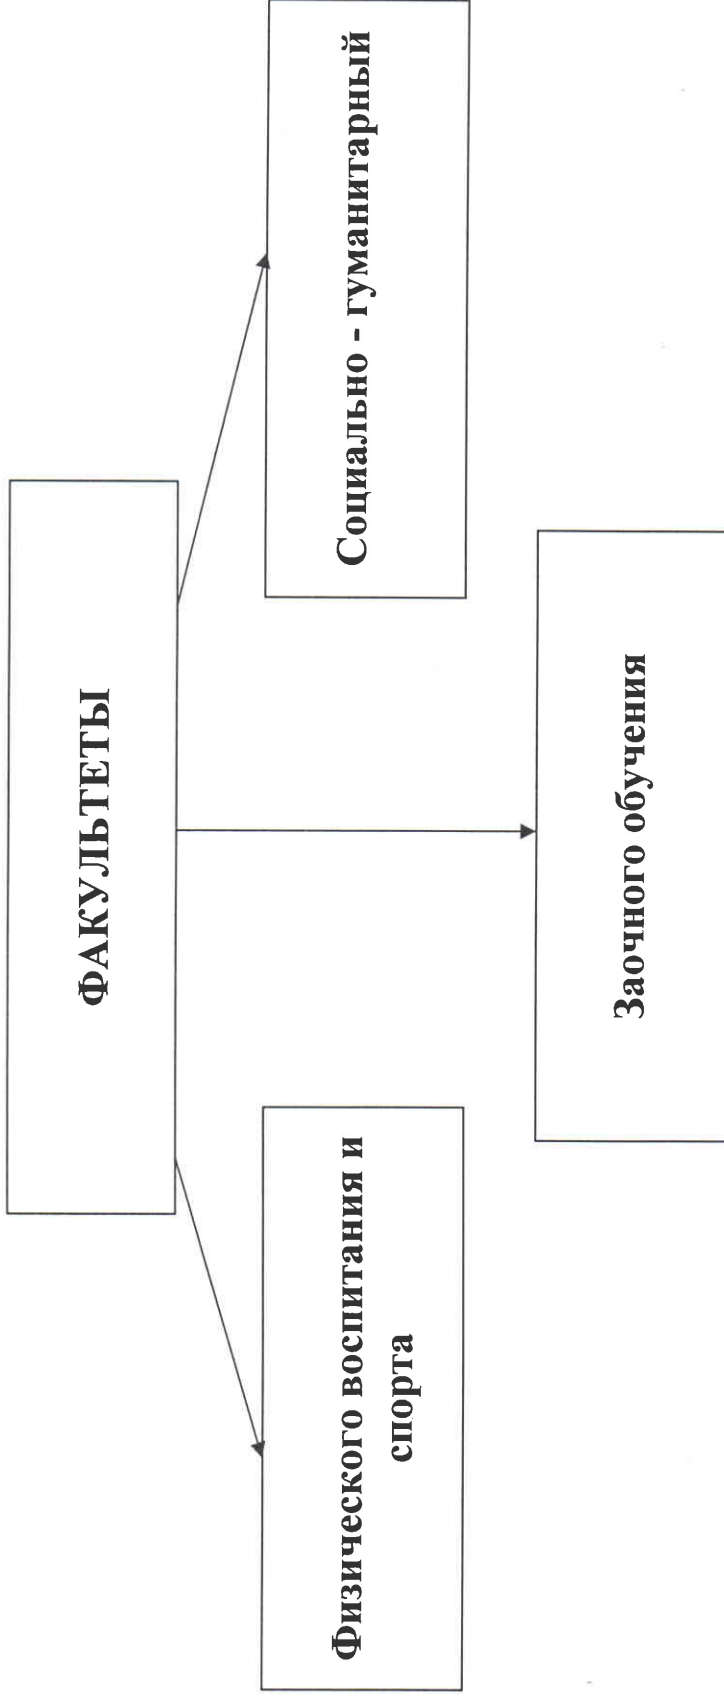 ФАКУЛЬТЕТЫ
Физического воспитания и
спорта
Заочного обучения
Социально - гуманитарный